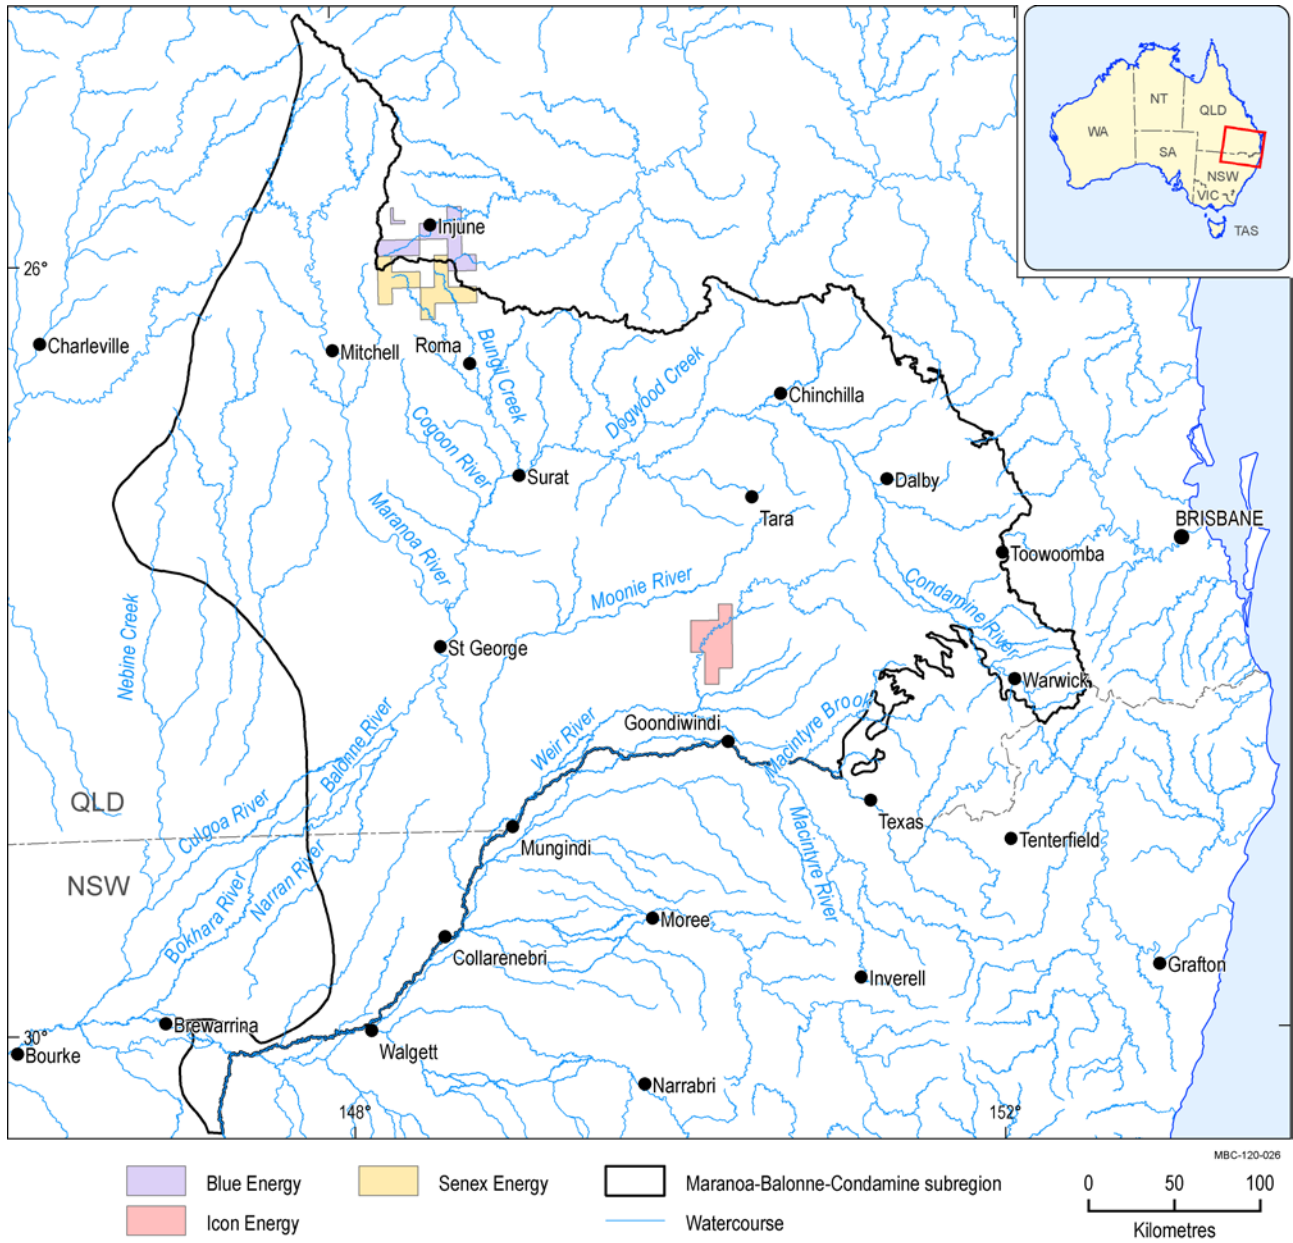 NT
QLD
WA
SA
NSW
VIC
TAS
Injune
26°
Charleville
Mitchell
Roma
Bungil Creek
Dogwood Creek
Chinchilla
Cogoon River
Surat
Dalby
Tara
Maranoa River
BRISBANE
Toowoomba
Moonie River
Condamine River
Nebine Creek
St George
Warwick
Balonne River
Weir River
Goondiwindi
Macintyre Brook
QLD
Culgoa River
Texas
Mungindi
Tenterfield
NSW
Narran River
Macintyre River
Bokhara River
Moree
Collarenebri
Inverell
Grafton
Brewarrina
30°
Bourke
Walgett
Narrabri
148°
152°
MBC-120-026
Blue Energy
Senex Energy
Maranoa-Balonne-Condamine subregion
0 50 100
Icon Energy
Watercourse
Kilometres